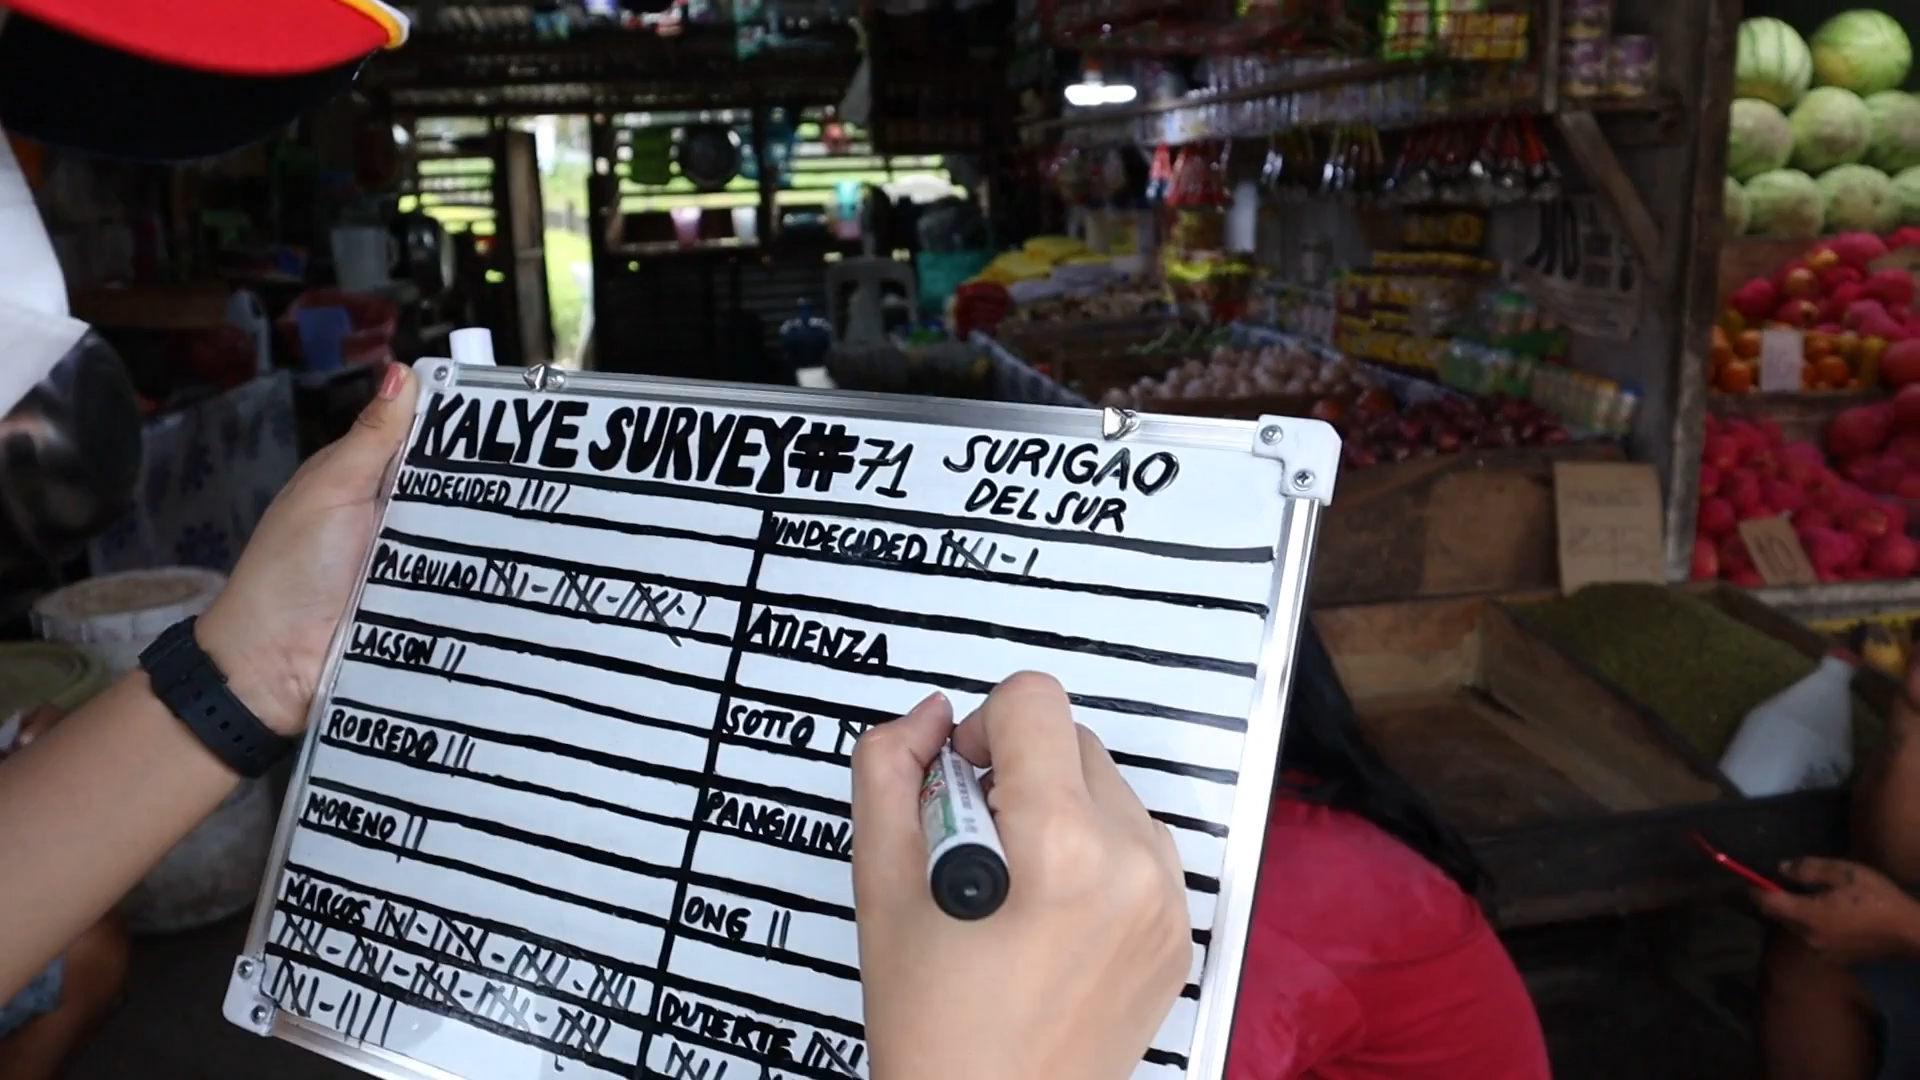 KALYE SURVEY #71 SURIGAO
DEL SUR
UNDECIDED
PACQUIAO
LACSON
ROBREDO
MORENO
MARCOS
UNDECIDED
ATIENZA
SOTTO
PANGILIN
ONG
DUTERTE